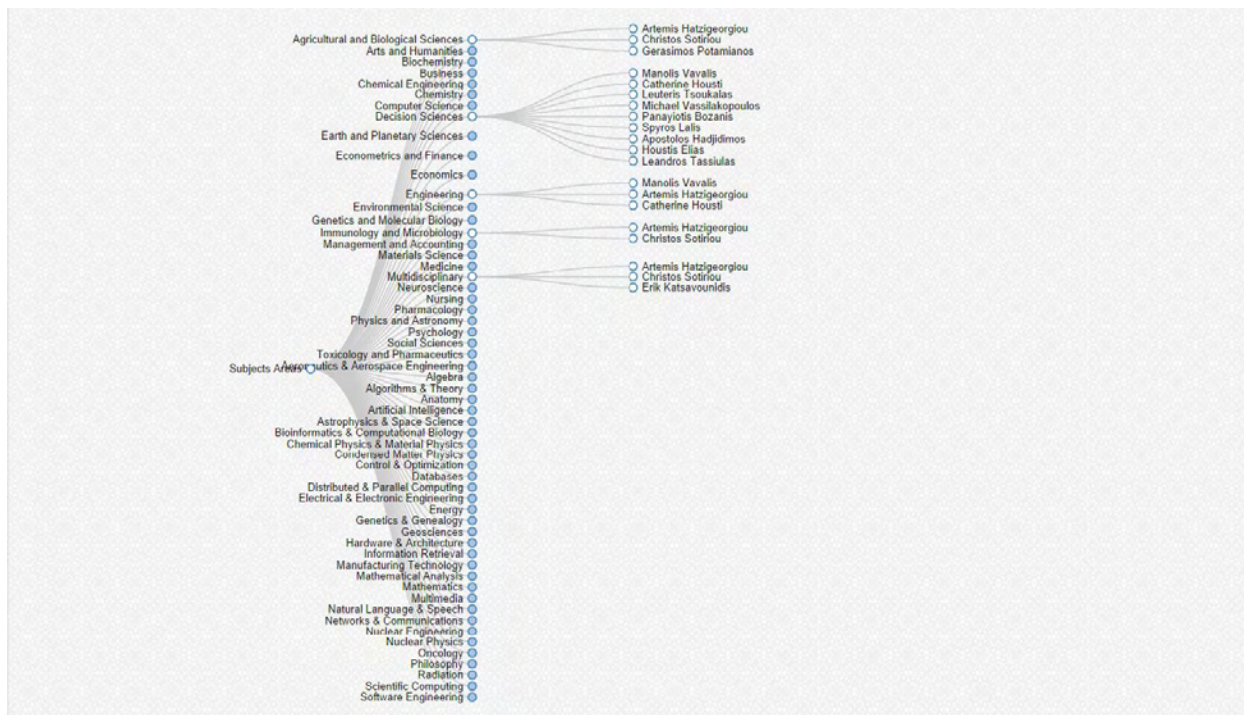 Agricultural and Biological Sciences
Arts and Humanities
Biochemistry
Business
Chemical Engineering
Chemistry
Computer Science
Decision Sciences
Earth and Planetary Sciences
Econometrics and Finance
Economics
Engineering
Environmental Science
Genetics and Molecular Biology
Immunology and Microbiology
Management and Accounting
Materials Science
Medicine
Multidisciplinary
Neuroscience
Nursing
Pharmacology
Physics and Astronomy
Psychology
Social Sciences
Toxicology and Pharmaceutics
Subjects Areas
Aeronautics & Aerospace Engineering
Algebra
Algorithms & Theory
Anatomy
Artificial Intelligence
Astrophysics & Space Science
Bioinformatics & Computational Biology
Chemical Physics & Material Physics
Condensed Matter Physics
Control & Optimization
Databases
Distributed & Parallel Computing
Electrical & Electronic Engineering
Energy
Genetics & Genealogy
Geosciences
Hardware & Architecture
Information Retrieval
Manufacturing Technology
Mathematical Analysis
Mathematics
Multimedia
Natural Language & Speech
Networks & Communications
Nuclear Engineering
Nuclear Physics
Oncology
Philosophy
Radiation
Scientific Computing
Software Engineering
Artemis Hatzigeorgiou
Christos Sotiriou
Gerasimos Potamianos
Manolis Vavalis
Catherine Housti
Leuteris Tsoukalas
Michael Vassilakopoulos
Panayiotis Bozanis
Spyros Lalis
Apostolos Hadjidimos
Houstis Elias
Leandros Tassiulas
Manolis Vavalis
Artemis Hatzigeorgiou
Catherine Housti
Artemis Hatzigeorgiou
Christos Sotiriou
Artemis Hatzigeorgiou
Christos Sotiriou
Erik Katsavounidis